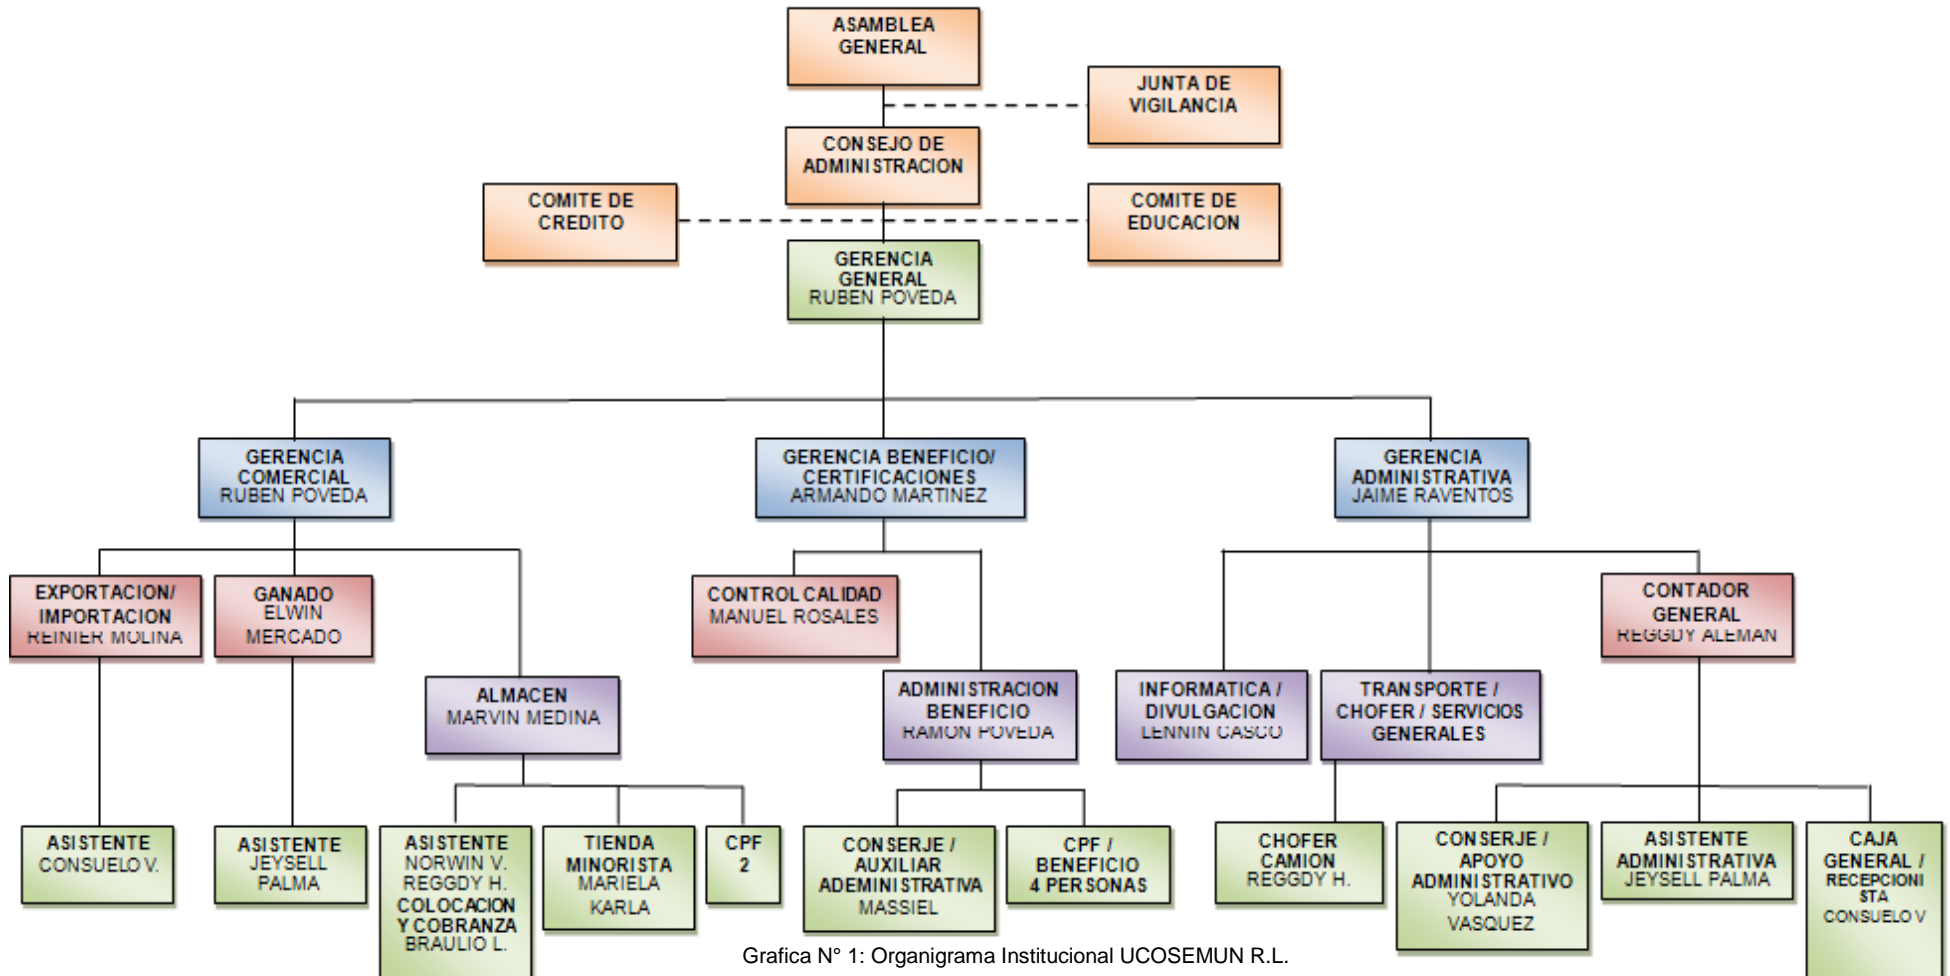 ASAMBLEA
GENERAL
JUNTA DE
VIGILANCIA
CONSEJO DE
ADMINISTRACION
COMITE DE
CREDITO
COMITE DE
EDUCACION
GERENCIA
GENERAL
RUBEN POVEDA
GERENCIA
COMERCIAL
RUBEN POVEDA
GERENCIA BENEFICIO/
CERTIFICACIONES
ARMANDO MARTINEZ
GERENCIA
ADMINISTRATIVA
JAIME RAVENTOS
EXPORTACION/
IMPORTACION
REINIER MOLINA
GANADO
ELWIN
MERCADO
CONTROL CALIDAD
MANUEL ROSALES
CONTADOR
GENERAL
REGGDY ALEMAN
ALMACEN
MARVIN MEDINA
ADMINISTRACION
BENEFICIO
RAMON POVEDA
INFORMATICA /
DIVULGACION
LENNIN CASCO
TRANSPORTE /
CHOFER / SERVICIOS
GENERALES
ASISTENTE
CONSUELO V.
ASISTENTE
JEYSELL
PALMA
ASISTENTE
NORWIN V.
REGGDY H.
COLOCACION
Y COBRANZA
BRAULIO L.
TIENDA
MINORISTA
MARIELA
KARLA
CPF
2
CONSERJE /
AUXILIAR
ADEMINISTRATIVA
MASSIEL
CPF /
BENEFICIO
4 PERSONAS
CHOFER
CAMION
REGGDY H.
CONSERJE /
APOYO
ADMINISTRATIVO
YOLANDA
VASQUEZ
ASISTENTE
ADMINISTRATIVA
JEYSELL PALMA
CAJA
GENERAL /
RECEPCIONI
STA
CONSUELO V
Grafica N° 1: Organigrama Institucional UCOSEMUN R.L.